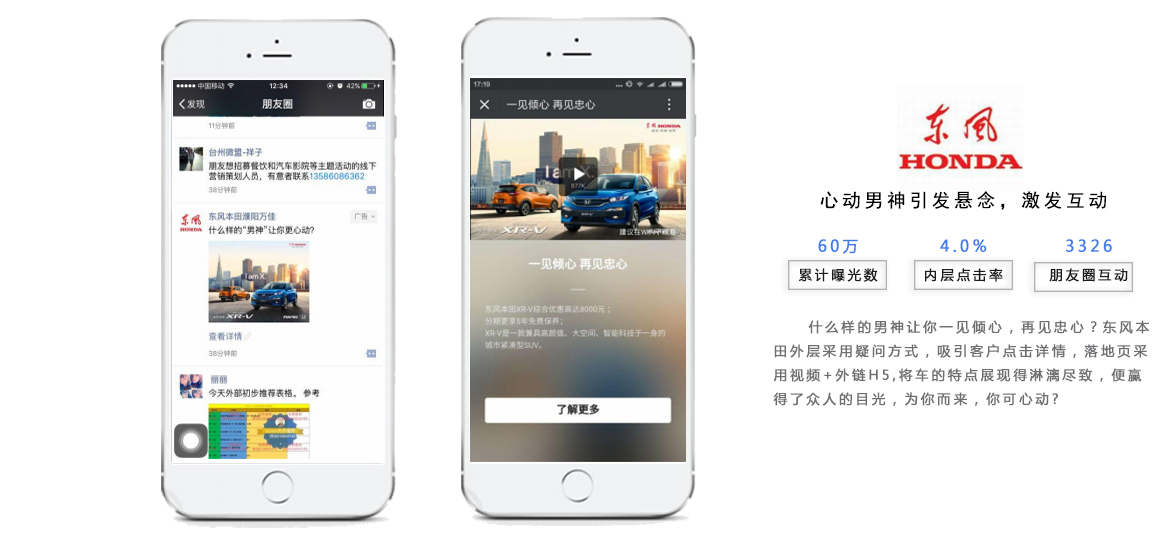 中国移动
12:34
42%
发现
朋友圈
11分钟前
台州微盟-祥子
朋友想招募餐饮和汽车影院等主题活动的线下
营销策划人员，有意者联系13586086362
38分钟前
东风
HONDA
东风本田濮阳万佳
广告
什么样的"男神"让你更心动?
I am X.
XR-V
查看详情
38分钟前
丽丽
今天外部初步推荐表格。 参考
17:19
一见倾心 再见忠心
HONDA
I am X
877K
XR-V
建议在WiFi下观看
一见倾心 再见忠心
东风本田XR-V综合优惠高达8000元；
分期更享5年免费保养；
XR-V是一款兼具高颜值、大空间、智能科技于一身的
城市紧凑型SUV。
了解更多
东风
HONDA
心动男神引发悬念，激发互动
60万
4.0%
3326
累计曝光数
内层点击率
朋友圈互动
什么样的男神让你一见倾心，再见忠心？东风本
田外层采用疑问方式，吸引客户点击详情，落地页采
用视频+外链H5,将车的特点展现得淋漓尽致，便赢
得了众人的目光，为你而来，你可心动?